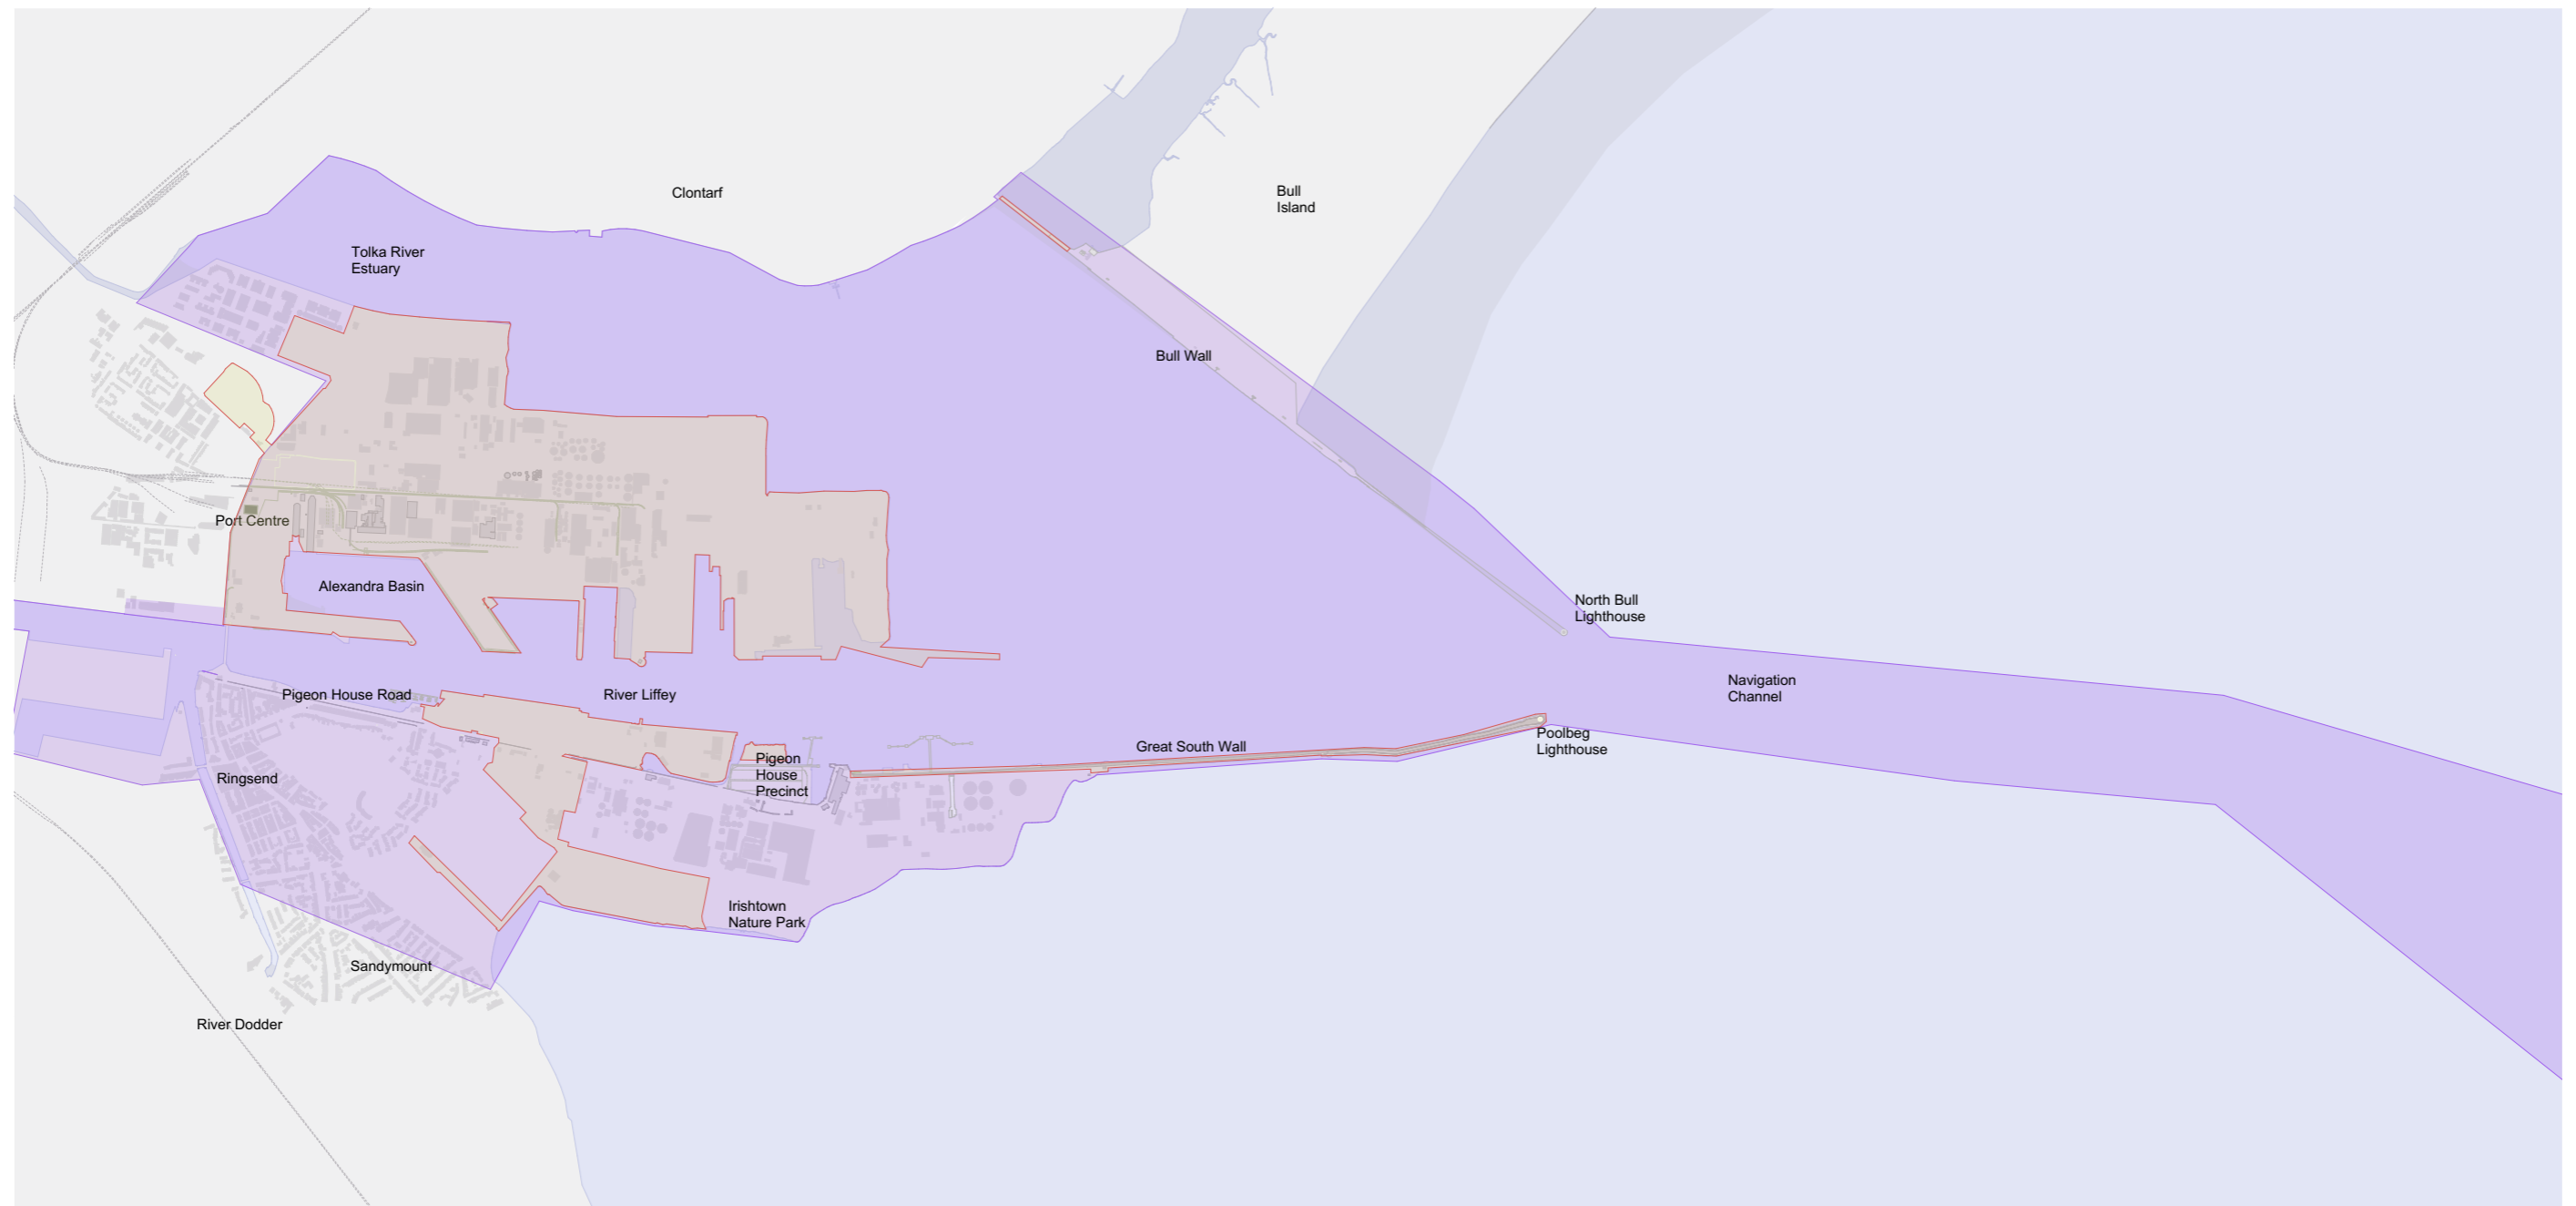 Clontarf
Bull
Island
Tolka River
Estuary
Bull Wall
Port Centre
Alexandra Basin
North Bull
Lighthouse
Pigeon House Road
River Liffey
Navigation
Channel
Great South Wall
Poolbeg
Lighthouse
Pigeon
House
Precinct
Ringsend
Irishtown
Nature Park
Sandymount
River Dodder